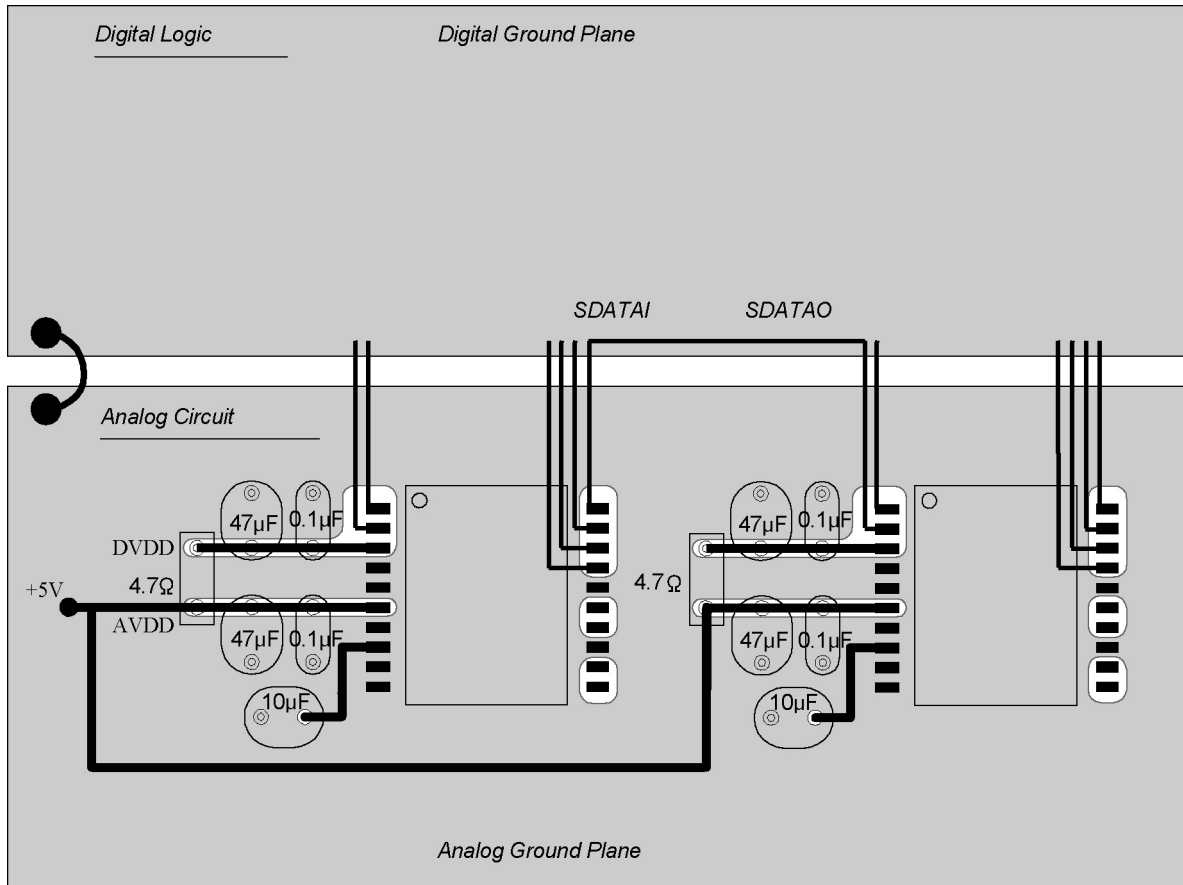 Digital Logic
Digital Ground Plane
SDATAI
SDATAO
Analog Circuit
47µF
0.1µF
47µF
0.1µF
DVDD
4.7Ω
4.7Ω
+5V
AVDD
47µF
0.1µF
47µF
0.1µF
10µF
10µF
Analog Ground Plane